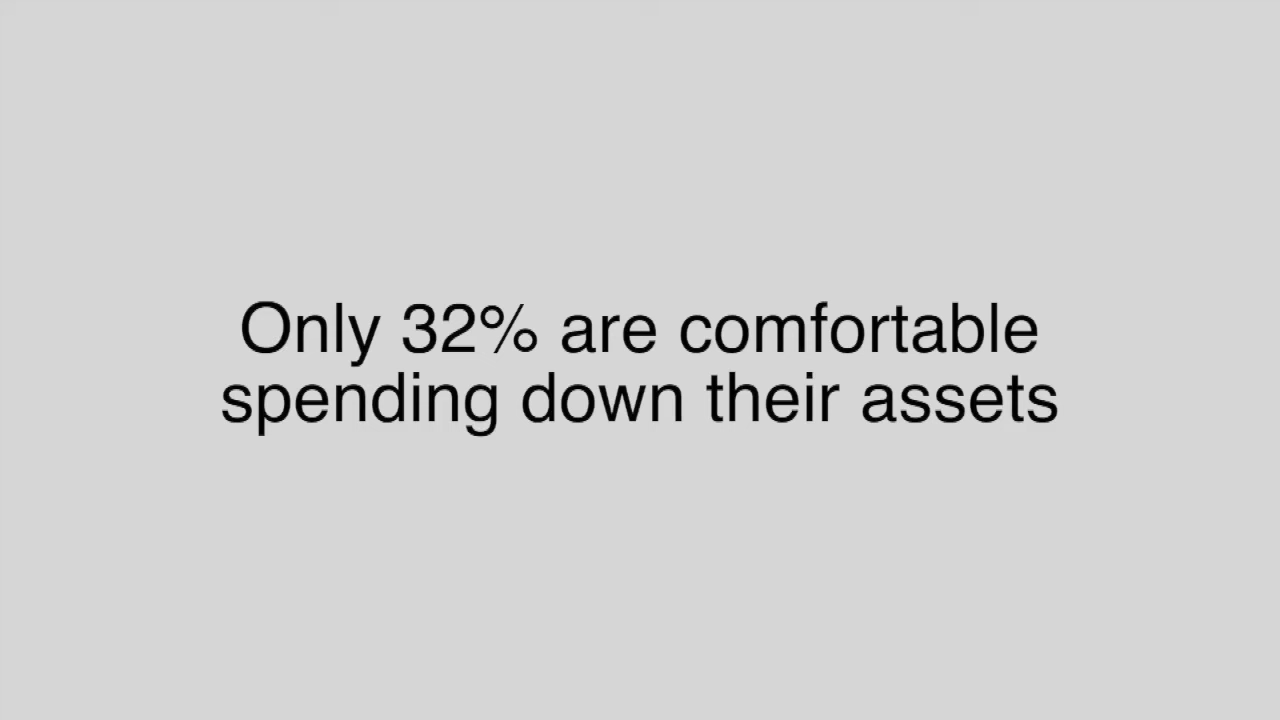 Only 32% are comfortable
spending down their assets